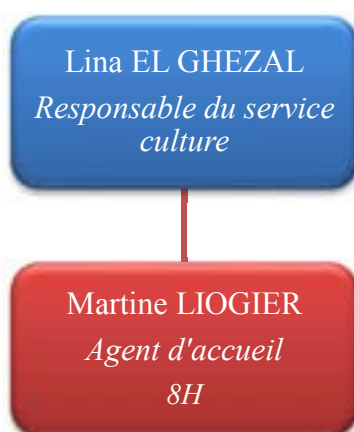 Lina EL GHEZAL
Responsable du service
culture
Martine LIOGIER
Agent d'accueil
8H